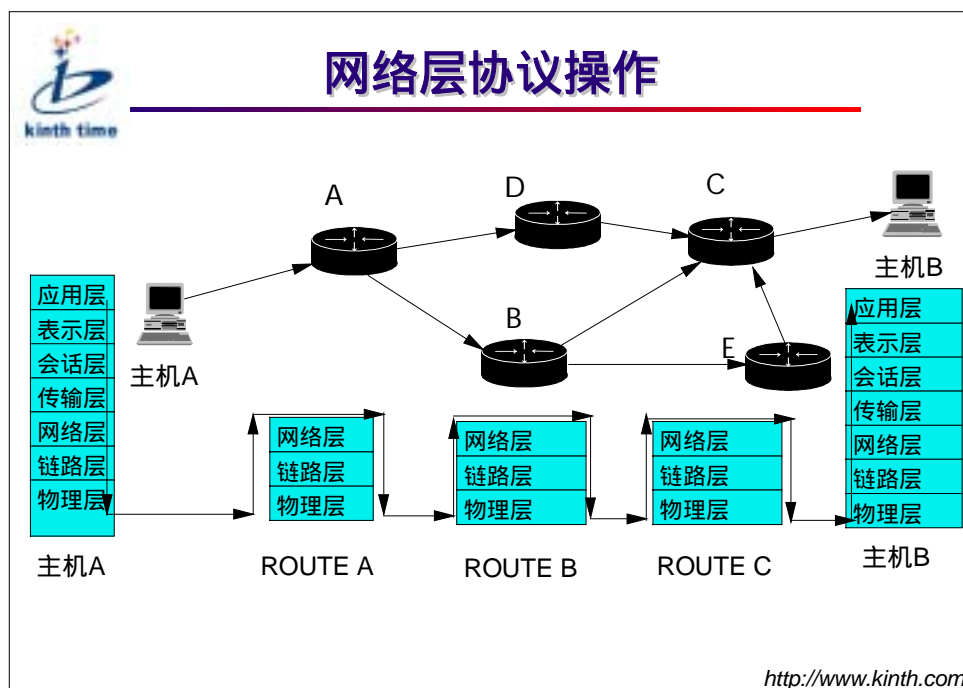 网络层协议操作
kinth time
A
D
C
主机B
主机A
B
E
应用层
表示层
会话层
传输层
网络层
链路层
物理层
主机A
网络层
链路层
物理层
ROUTE A
网络层
链路层
物理层
ROUTE B
网络层
链路层
物理层
ROUTE C
应用层
表示层
会话层
传输层
网络层
链路层
物理层
主机B
http://www.kinth.com